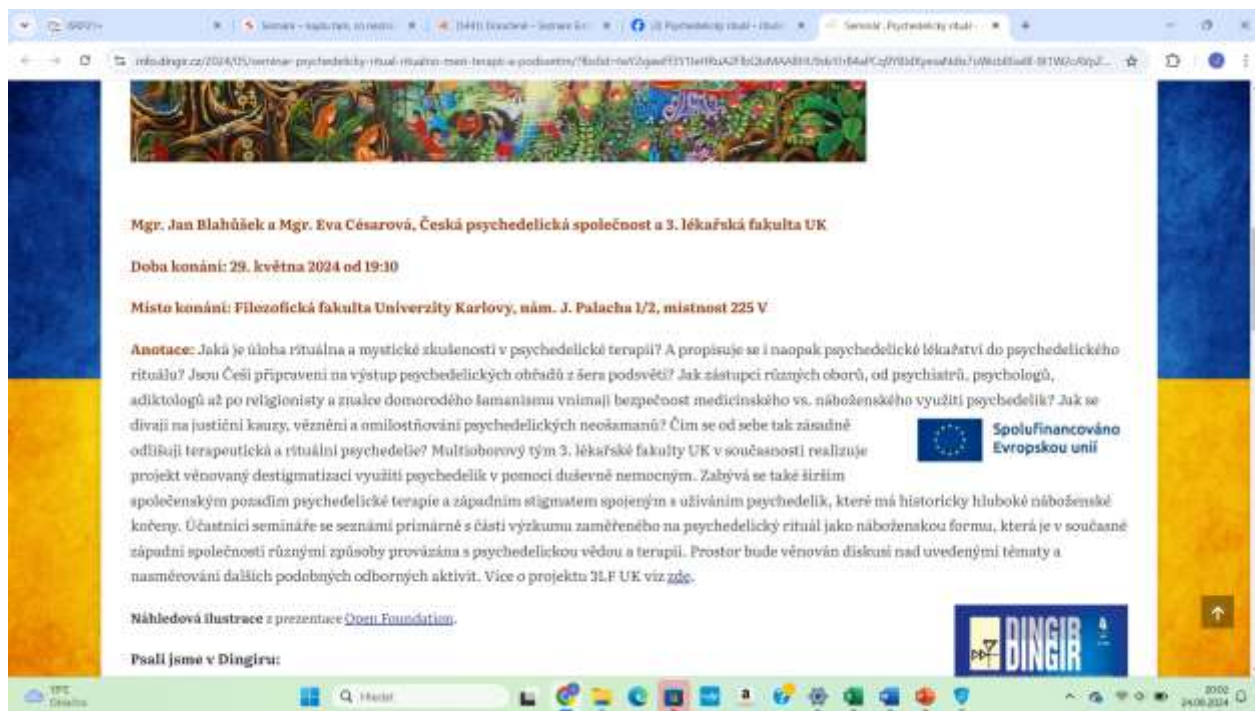 Mgr. Jan Blahůšek a Mgr. Eva Césarová, Česká psychedelická společnost a 3. lékařská fakulta UK
Doba konání: 29. května 2024 od 19:10
Místo konání: Filozofická fakulta Univerzity Karlovy, nám. J. Palacha 1/2, místnost 225 V
Anotace: Jaká je úloha rituálna a mystické zkušenosti v psychedelické terapii? A propisuje se i naopak psychedelické lékařství do psychedelického
rituálu? Jsou Češi připraveni na výstup psychedelických obřadů z šera podsvětí? Jak zástupci různých oborů, od psychiatrů, psychologů,
adiktologů až po religionisty a znalce domorodého šamanismu vnímají bezpečnost medicínského vs. náboženského využití psychedelik? Jak se
dívají na justiční kauzy, věznění a omilostňování psychedelických neošamanů? Čím se od sebe tak zásadně
odlišují terapeutická a rituální psychedelie? Multioborový tým 3. lékařské fakulty UK v současnosti realizuje
projekt věnovaný destigmatizaci využití psychedelik v pomoci duševně nemocným. Zabývá se také širším
společenským pozadím psychedelické terapie a západním stigmatem spojeným s užíváním psychedelik, které má historicky hluboké náboženské
kořeny. Účastníci semináře se seznámí primárně s částí výzkumu zaměřeného na psychedelický rituál jako náboženskou formu, která je v současné
západní společnosti různými způsoby provázána s psychedelickou vědou a terapií. Prostor bude věnován diskusi nad uvedenými tématy a
nasměrování dalších podobných odborných aktivit. Více o projektu 3LF UK viz zde.
Spolufinancováno
Evropskou unií
Náhledová ilustrace z prezentace Open Foundation.
Psali jsme v Dingiru:
DINGIR
DINGIR
4
Hledat
20:02
24.06.2024